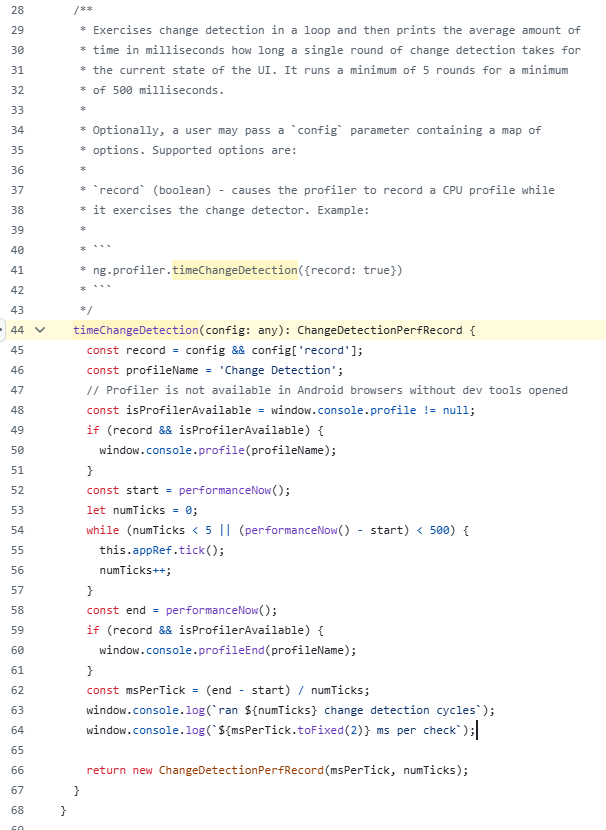 28 /**
29 * Exercises change detection in a loop and then prints the average amount of
30 * time in milliseconds how long a single round of change detection takes for
31 * the current state of the UI. It runs a minimum of 5 rounds for a minimum
32 * of 500 milliseconds.
33 *
34 * Optionally, a user may pass a `config` parameter containing a map of
35 * options. Supported options are:
36 *
37 * `record` (boolean) - causes the profiler to record a CPU profile while
38 * it exercises the change detector. Example:
39 *
40 * ```
41 * ng.profiler.timeChangeDetection({record: true})
42 * ```
43 */
44 timeChangeDetection(config: any): ChangeDetectionPerfRecord {
45 const record = config && config['record'];
46 const profileName = 'Change Detection';
47 // Profiler is not available in Android browsers without dev tools opened
48 const isProfilerAvailable = window.console.profile != null;
49 if (record && isProfilerAvailable) {
50 window.console.profile(profileName);
51 }
52 const start = performanceNow();
53 let numTicks = 0;
54 while (numTicks < 5 || (performanceNow() - start) < 500) {
55 this.appRef.tick();
56 numTicks++;
57 }
58 const end = performanceNow();
59 if (record && isProfilerAvailable) {
60 window.console.profileEnd(profileName);
61 }
62 const msPerTick = (end - start) / numTicks;
63 window.console.log(`ran ${numTicks} change detection cycles`);
64 window.console.log(`${msPerTick.toFixed(2)} ms per check`);
65
66 return new ChangeDetectionPerfRecord(msPerTick, numTicks);
67 }
68 }
69